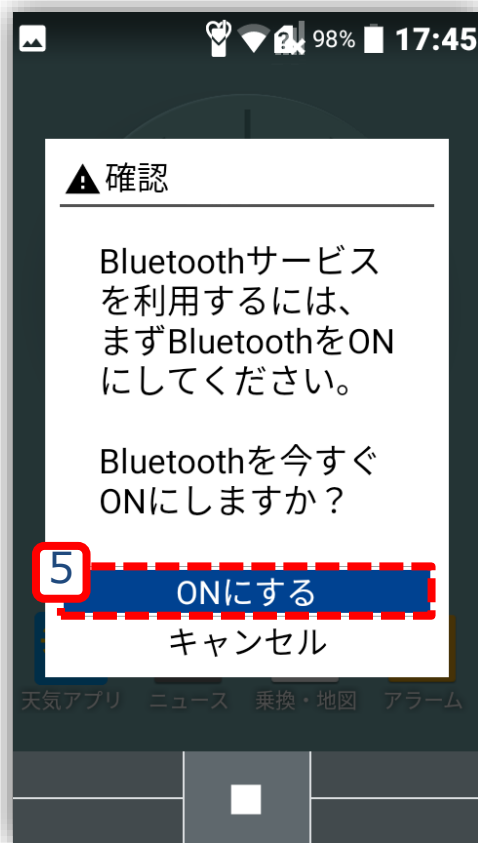 98% 17:45
確認
Bluetoothサービス
を利用するには、
まずBluetoothをON
にしてください。
Bluetoothを今すぐ
ONにしますか？
5
ONにする
キャンセル
天気アプリ ニュース 乗換・地図 アラーム